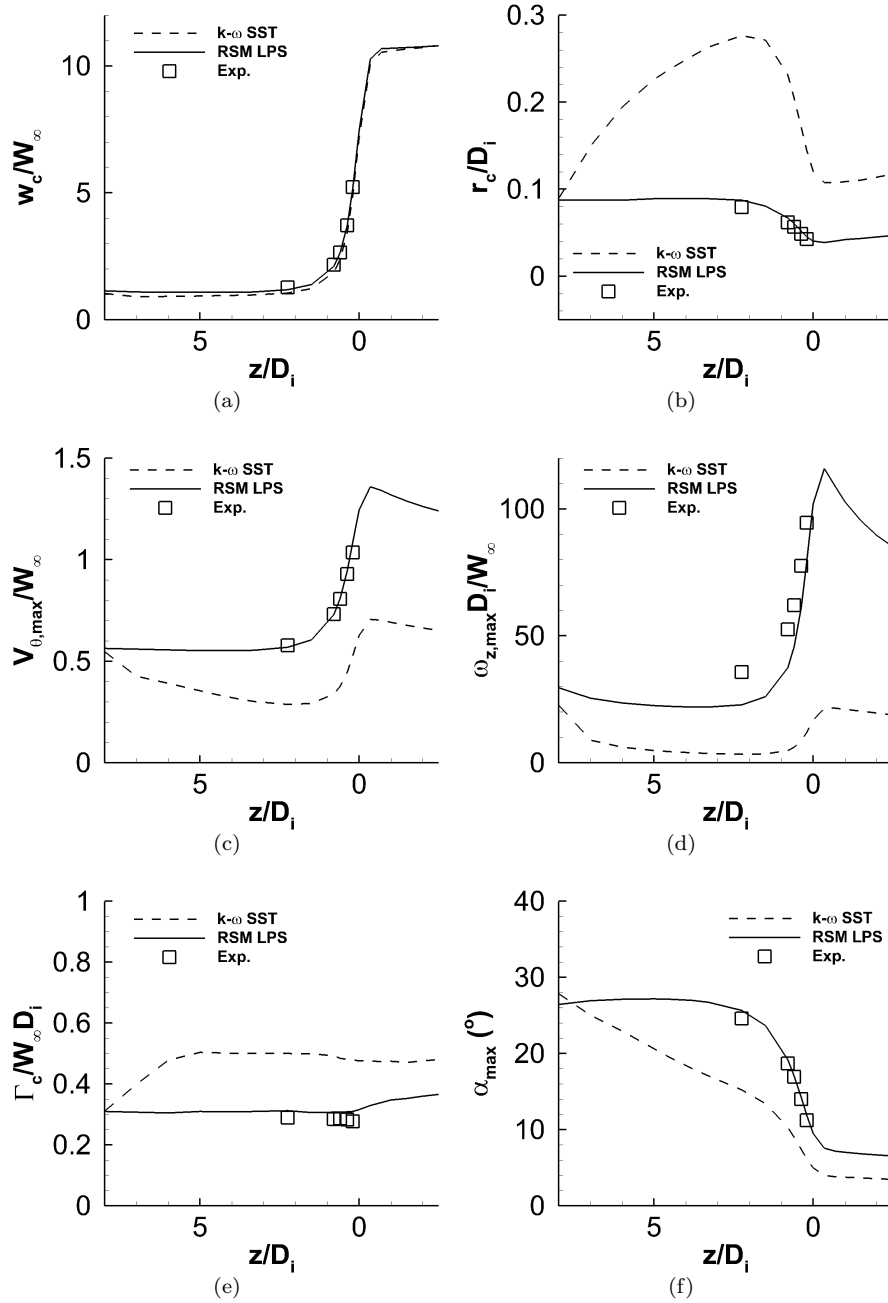 k-ω SST
RSM LPS
Exp.
w_c/W_∞
10
5
0
5
0
z/D_i
(a)
r_c/D_i
0.3
0.2
0.1
0
k-ω SST
RSM LPS
Exp.
5
0
z/D_i
(b)
V_θ,max/W_∞
1.5
1
0.5
0
k-ω SST
RSM LPS
Exp.
5
0
z/D_i
(c)
ω_z,max D_i/W_∞
100
50
0
k-ω SST
RSM LPS
Exp.
5
0
z/D_i
(d)
Γ_c/W_∞ D_i
1
0.8
0.6
0.4
0.2
0
k-ω SST
RSM LPS
Exp.
5
0
z/D_i
(e)
α_max (°)
40
30
20
10
0
k-ω SST
RSM LPS
Exp.
5
0
z/D_i
(f)